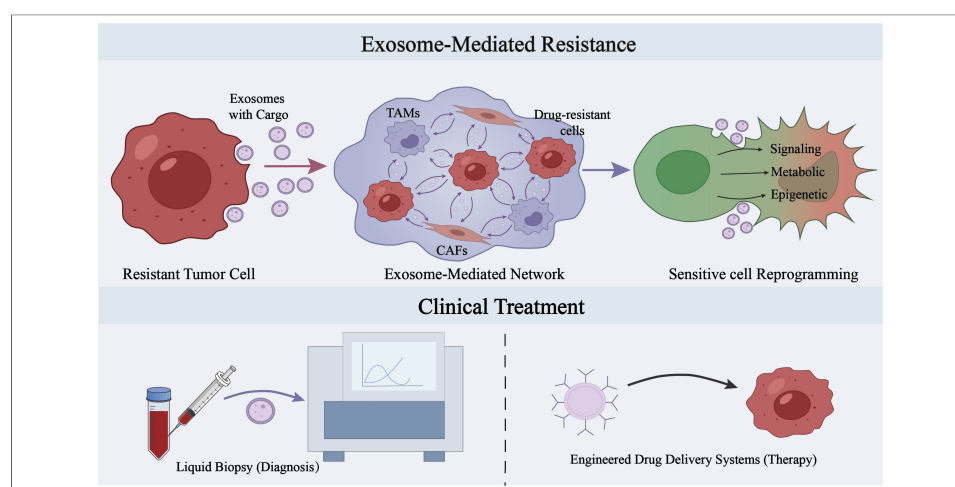 Exosome-Mediated Resistance
Exosomes
with Cargo
TAMs
Drug-resistant
cells
CAFs
Signaling
Metabolic
Epigenetic
Resistant Tumor Cell
Exosome-Mediated Network
Sensitive cell Reprogramming
Clinical Treatment
Liquid Biopsy (Diagnosis)
Engineered Drug Delivery Systems (Therapy)